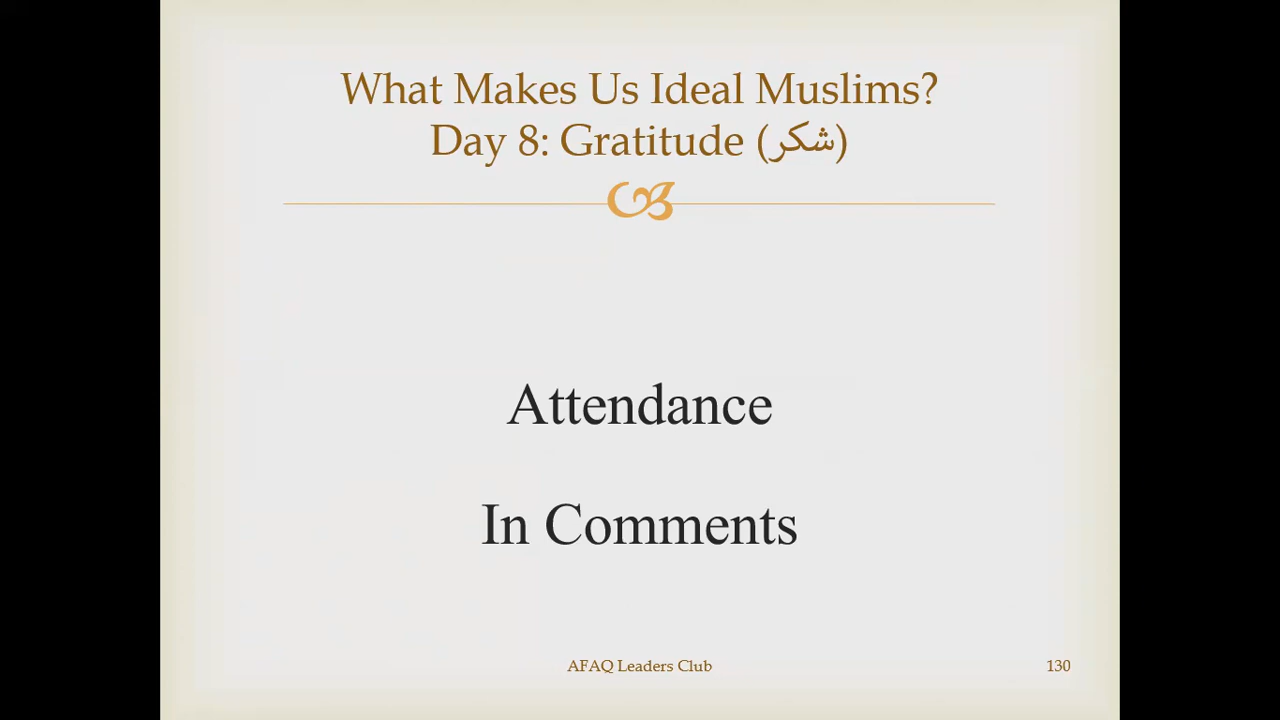 What Makes Us Ideal Muslims?
Day 8: Gratitude (شكر)
Attendance
In Comments
AFAQ Leaders Club
130